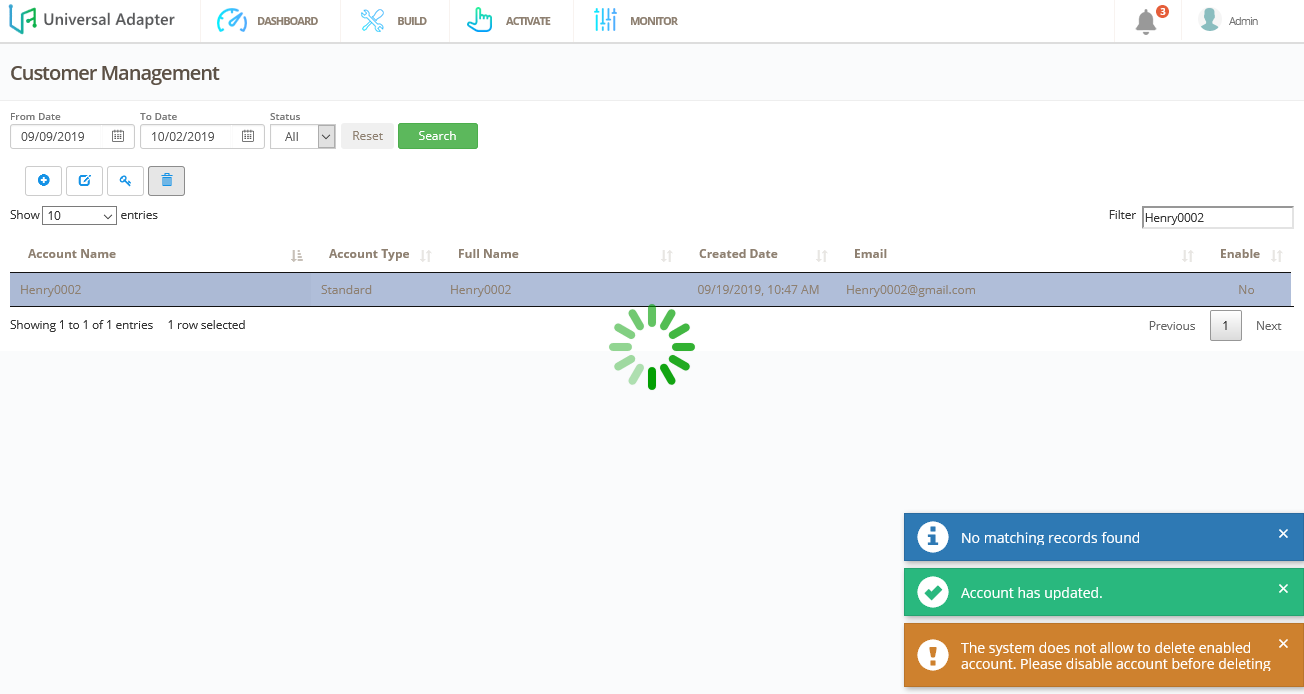 Universal Adapter DASHBOARD BUILD ACTIVATE MONITOR 3 Admin
Customer Management
From Date To Date Status
09/09/2019 10/02/2019 All Reset Search
Show 10 entries Filter Henry0002
Account Name Account Type Full Name Created Date Email Enable
Henry0002 Standard Henry0002 09/19/2019, 10:47 AM Henry0002@gmail.com No
Showing 1 to 1 of 1 entries 1 row selected Previous 1 Next
No matching records found
Account has updated.
The system does not allow to delete enabled
account. Please disable account before deleting